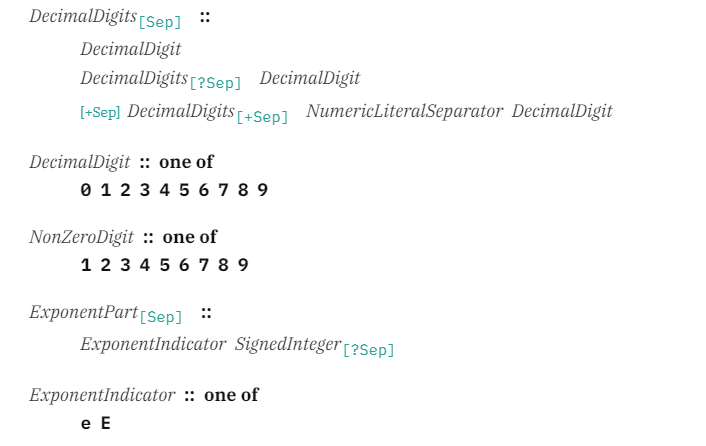 DecimalDigits[Sep] ::
DecimalDigit
DecimalDigits[?Sep] DecimalDigit
[+Sep] DecimalDigits[+Sep] NumericLiteralSeparator DecimalDigit
DecimalDigit :: one of
0 1 2 3 4 5 6 7 8 9
NonZeroDigit :: one of
1 2 3 4 5 6 7 8 9
ExponentPart[Sep] ::
ExponentIndicator SignedInteger[?Sep]
ExponentIndicator :: one of
e E